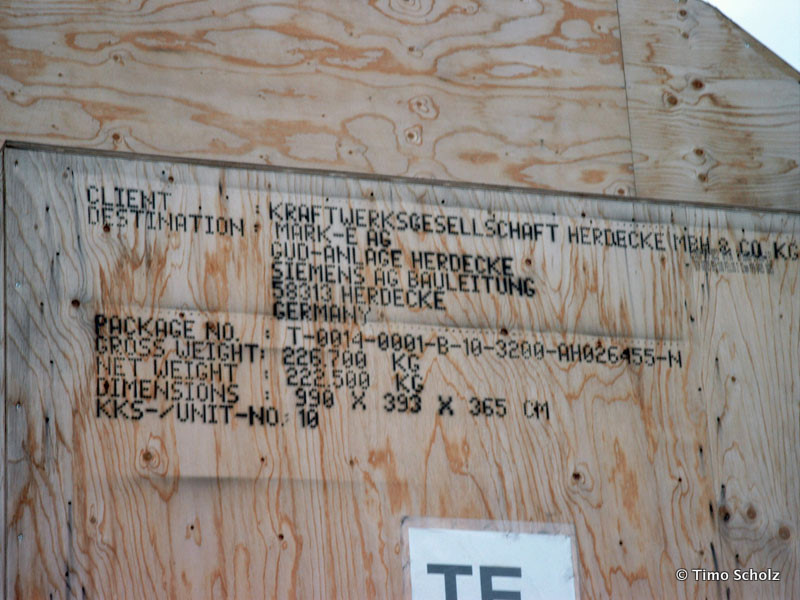 CLIENT : KRAFTWERKSGESELLSCHAFT HERDECKE MBH & CO. KG
DESTINATION : MARK-E AG
GUD-ANLAGE HERDECKE
SIEMENS AG BAULEITUNG
58313 HERDECKE
GERMANY
PACKAGE NO. : T-0014-0001-B-10-3200-AH026455-N
GROSS WEIGHT: 226.700 KG
NET WEIGHT : 222.500 KG
DIMENSIONS : 990 X 393 X 365 CM
KKS-/UNIT-NO: 10
TE
© Timo Scholz